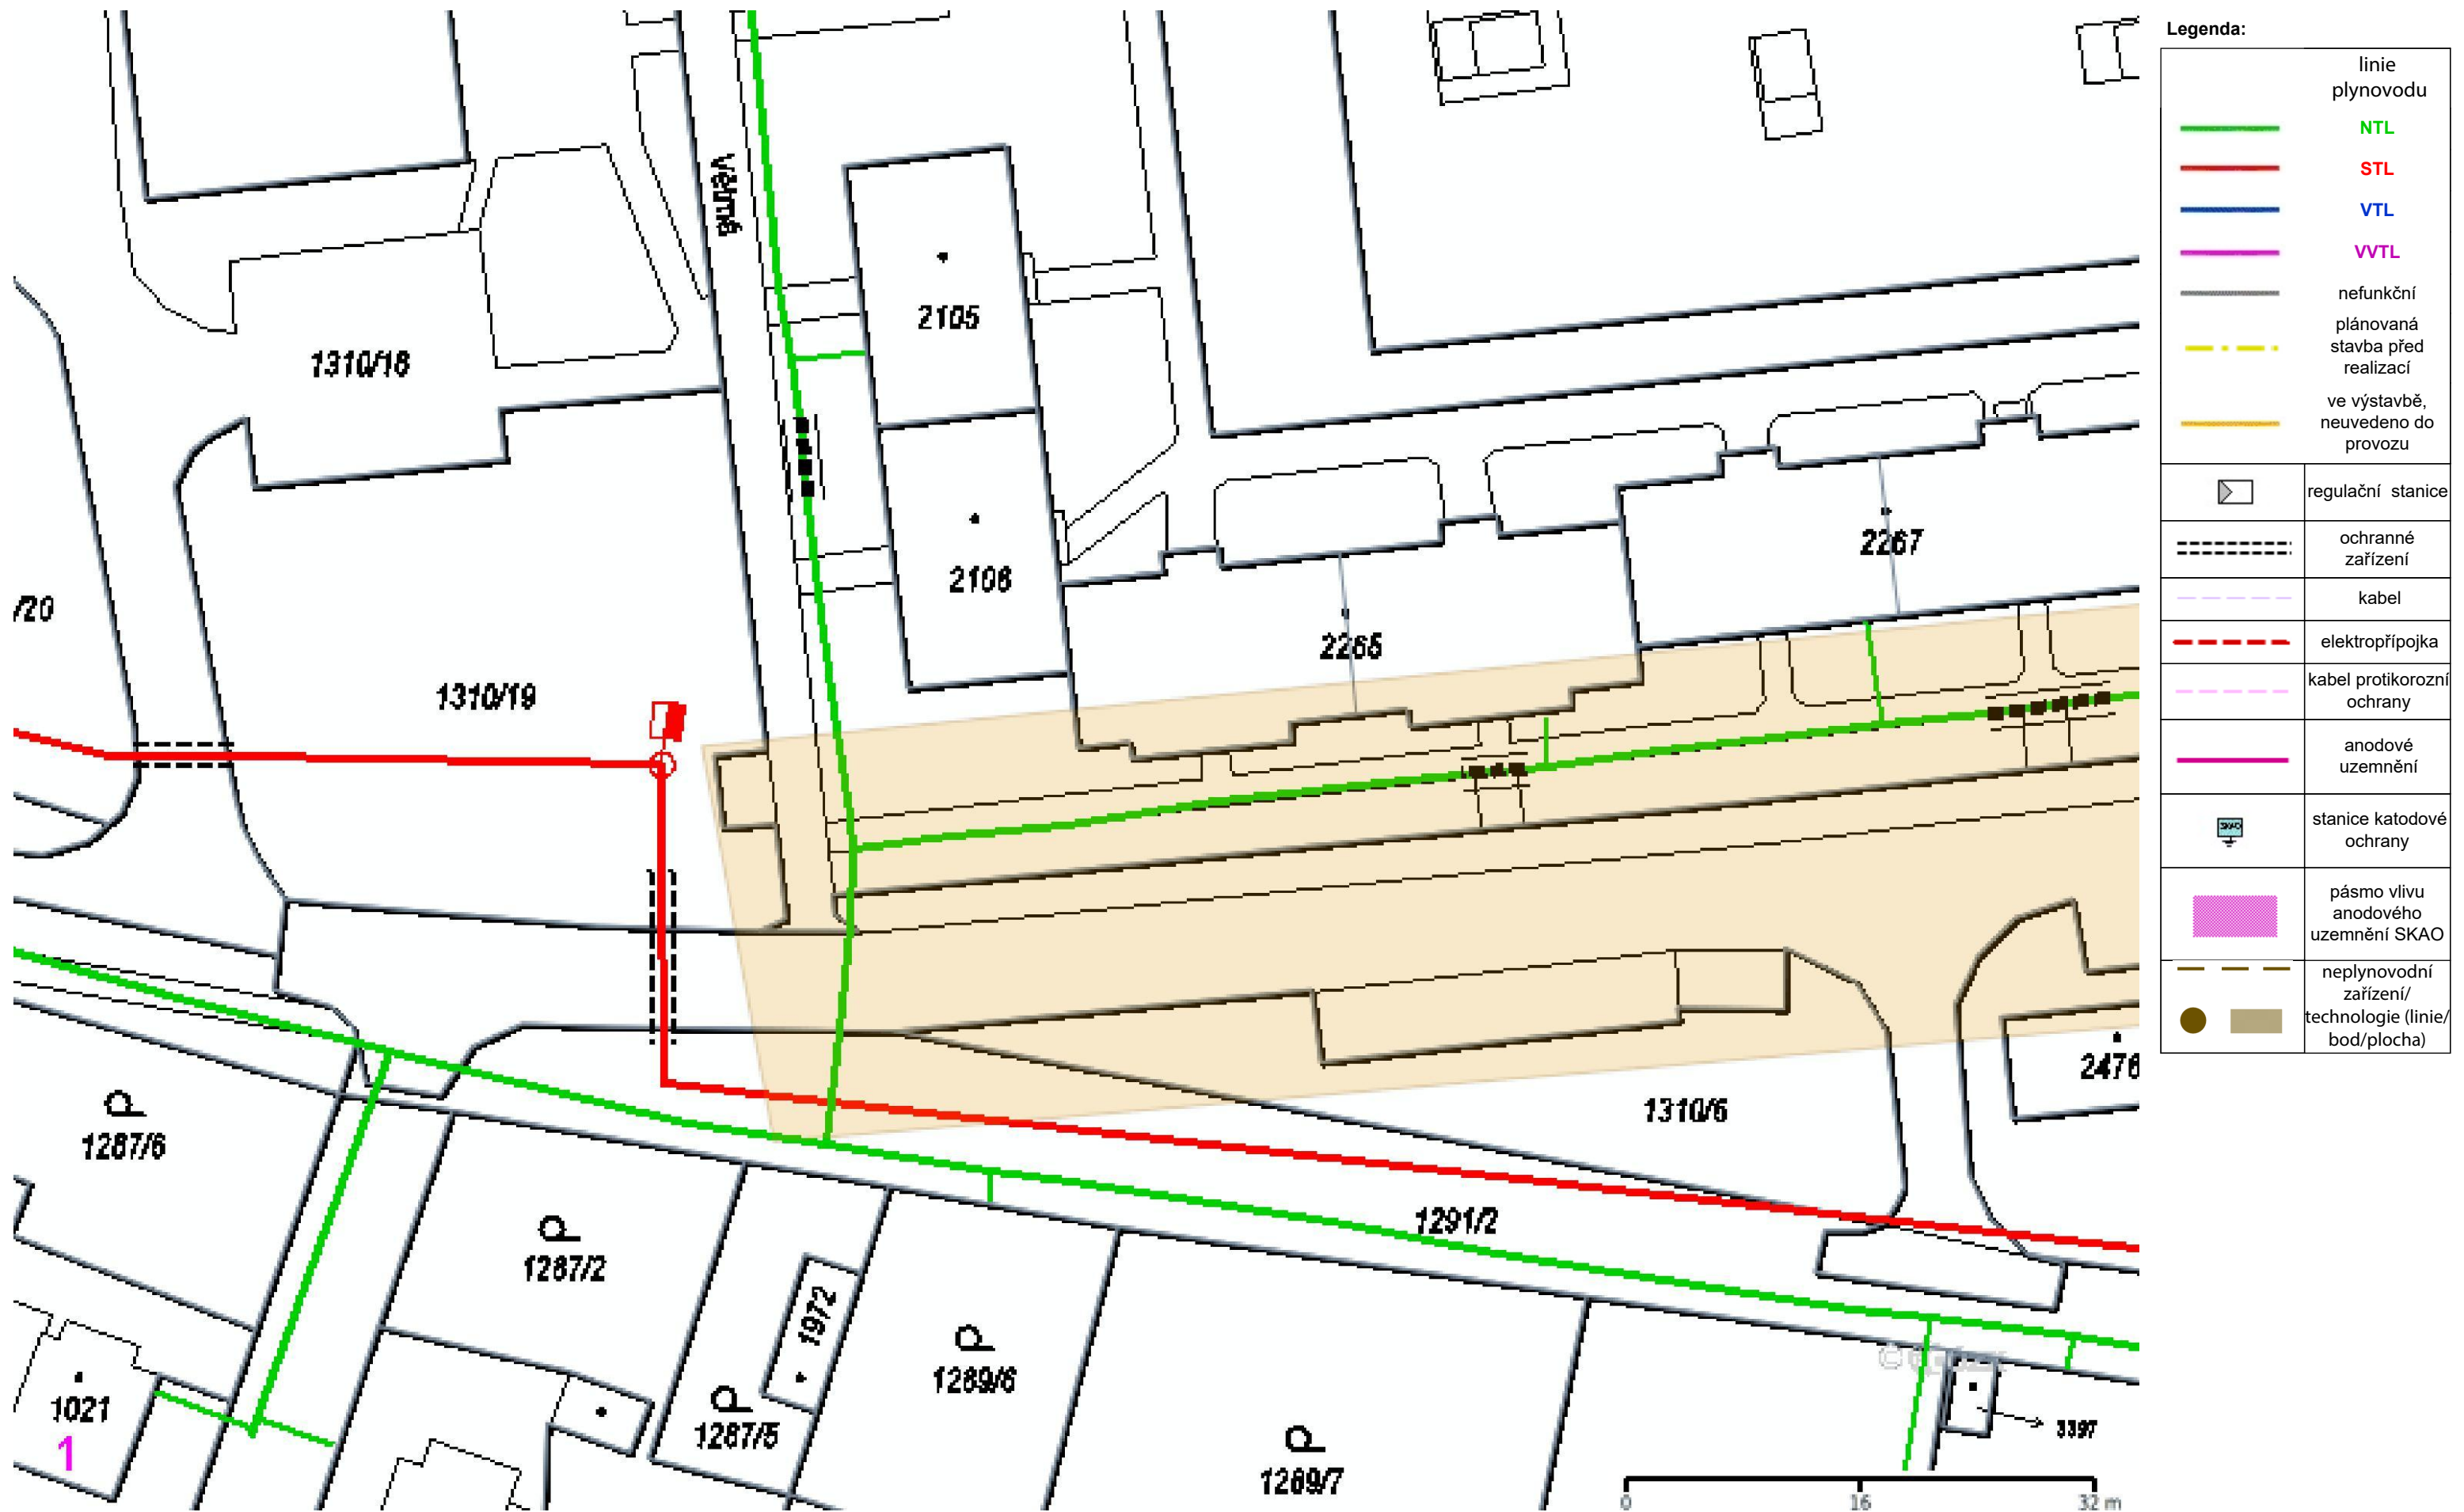 Legenda:
linie
plynovodu
NTL
STL
VTL
VVTL
nefunkční
plánovaná
stavba před
realizací
ve výstavbě,
neuvedeno do
provozu
regulační stanice
ochranné
zařízení
kabel
elektropřípojka
kabel protikorozní
ochrany
anodové
uzemnění
SKAO
stanice katodové
ochrany
pásmo vlivu
anodového
uzemnění SKAO
neplynovodní
zařízení/
technologie (linie/
bod/plocha)
Větrná
2105
1310/18
2106
2267
/20
2265
1310/19
2476
1310/6
1287/6
1291/2
1287/2
1972
1289/6
1021
1
1287/5
3397
1289/7
0
16
32 m